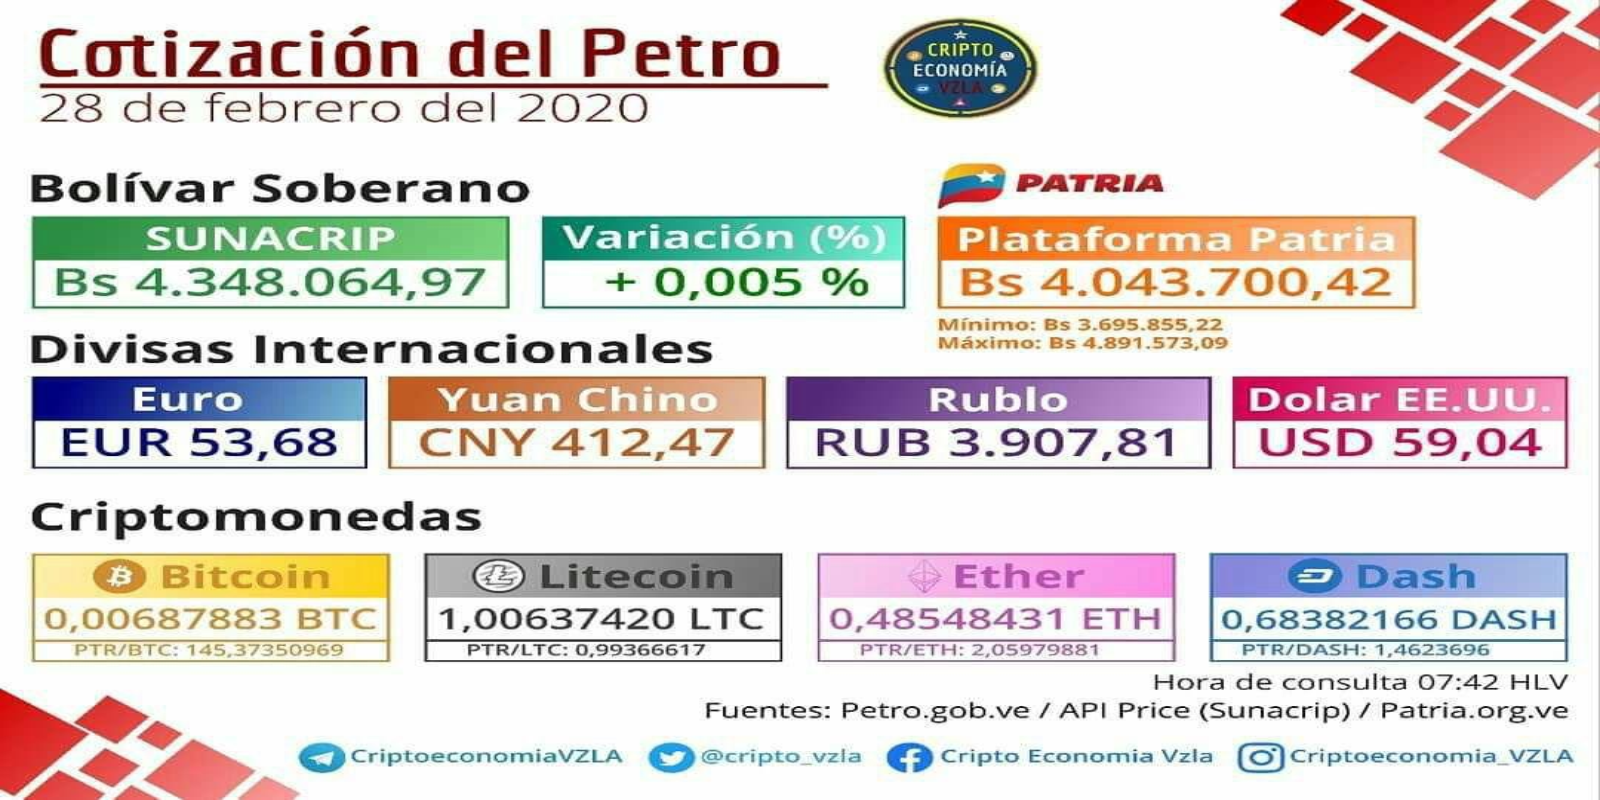 Cotización del Petro
28 de febrero del 2020
CRIPTO
ECONOMÍA
VZLA
Bolívar Soberano
PATRIA
SUNACRIP
Variación (%)
Plataforma Patria
Bs 4.348.064,97
+ 0,005 %
Bs 4.043.700,42
Mínimo: Bs 3.695.855,22
Máximo: Bs 4.891.573,09
Divisas Internacionales
Euro
Yuan Chino
Rublo
Dolar EE.UU.
EUR 53,68
CNY 412,47
RUB 3.907,81
USD 59,04
Criptomonedas
Bitcoin
Litecoin
Ether
Dash
0,00687883 BTC
1,00637420 LTC
0,48548431 ETH
0,68382166 DASH
PTR/BTC: 145,37350969
PTR/LTC: 0,99366617
PTR/ETH: 2,05979881
PTR/DASH: 1,4623696
Hora de consulta 07:42 HLV
Fuentes: Petro.gob.ve / API Price (Sunacrip) / Patria.org.ve
CriptoeconomiaVZLA
@cripto_vzla
Cripto Economia Vzla
Criptoeconomia_VZLA